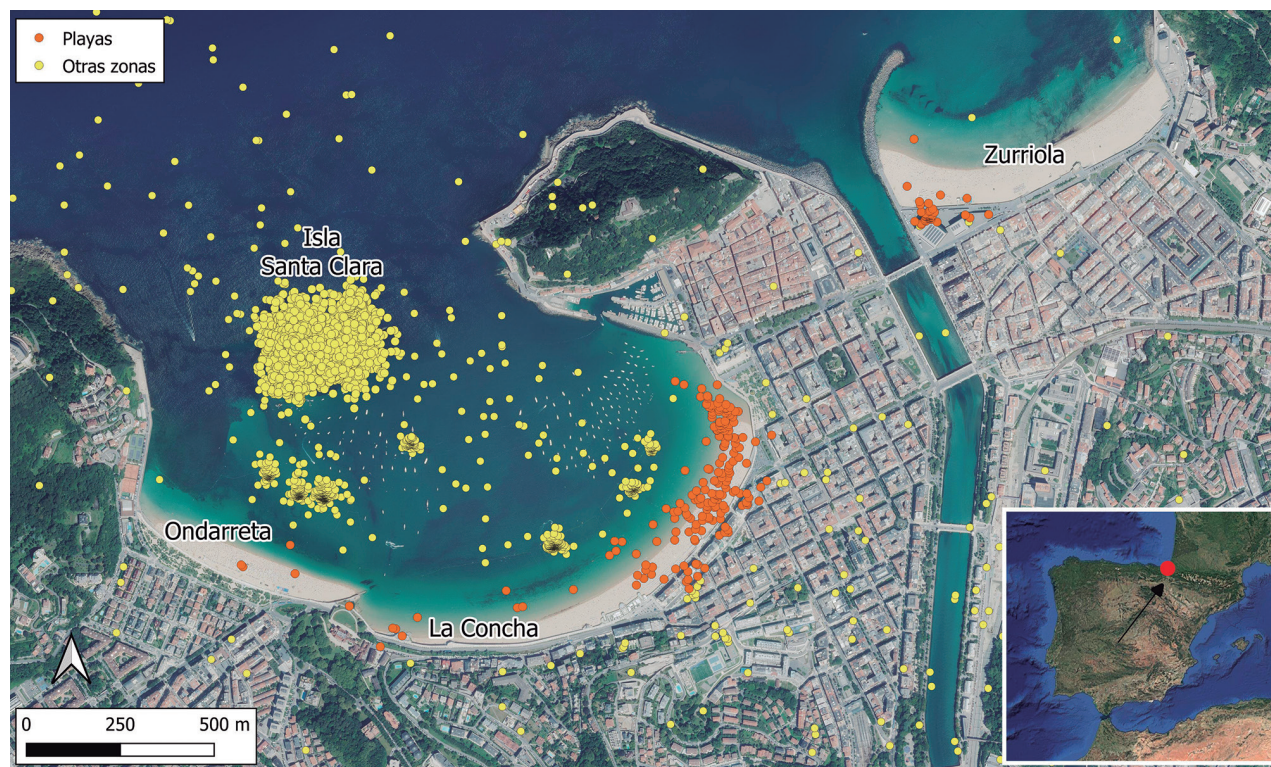 Playas
Otras zonas
Zurriola
Isla
Santa Clara
Ondarreta
La Concha
0 250 500 m